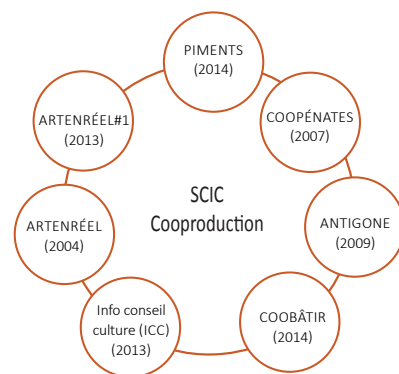 PIMENTS
(2014)
COOPÉNATES
(2007)
ANTIGONE
(2009)
COOBÂTIR
(2014)
Info conseil
culture (ICC)
(2013)
ARTENRÉEL
(2004)
ARTENRÉEL#1
(2013)
SCIC
Cooproduction